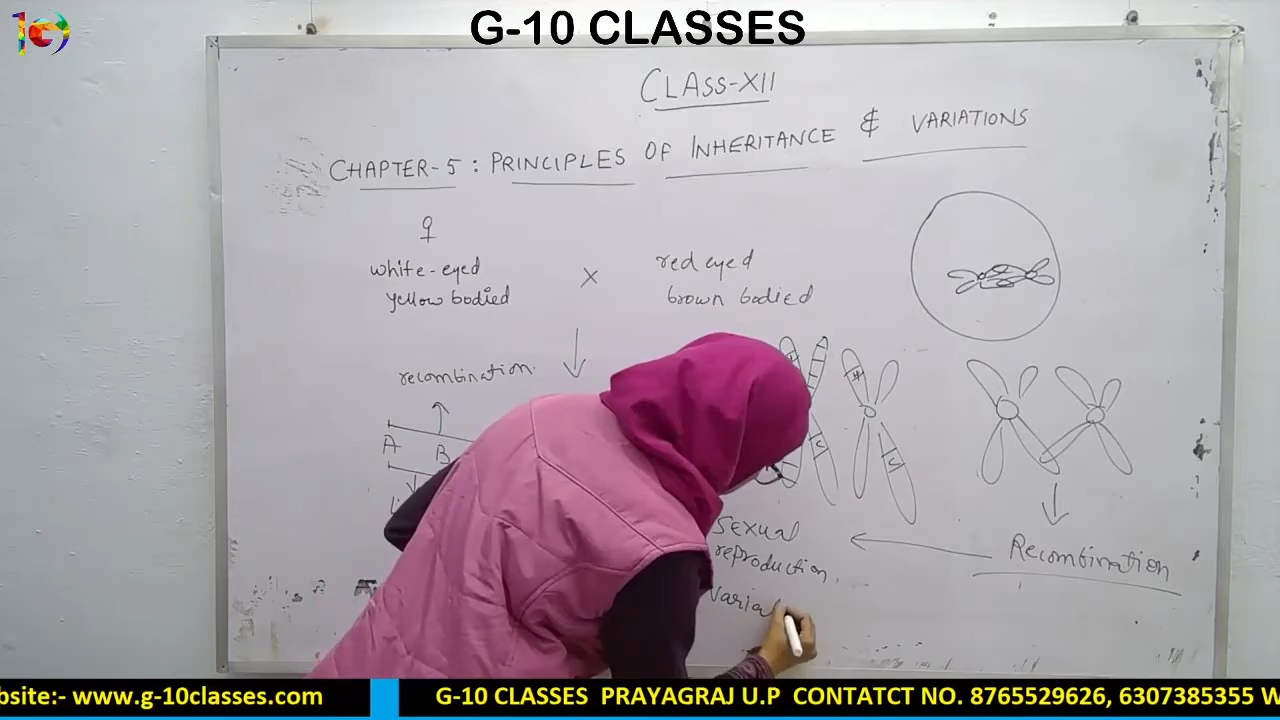 G-10 CLASSES
CLASS-XII
CHAPTER-5 : PRINCIPLES OF INHERITANCE & VARIATIONS
♀
white-eyed
yellow bodied
×
red eyed
brown bodied
recombination
A
B
C
Sexual
reproduction,
Varia
Recombination
bsite:- www.g-10classes.com
G-10 CLASSES PRAYAGRAJ U.P CONTATCT NO. 8765529626, 6307385355 W